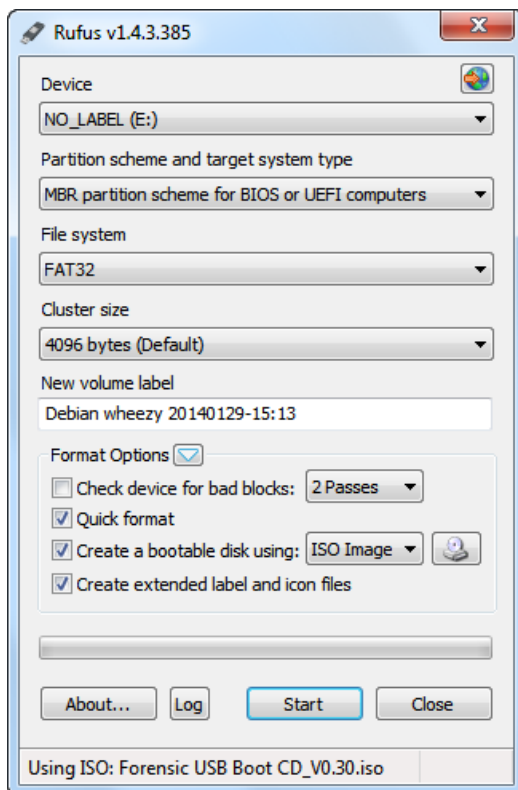 Rufus v1.4.3.385
Device
NO_LABEL (E:)
Partition scheme and target system type
MBR partition scheme for BIOS or UEFI computers
File system
FAT32
Cluster size
4096 bytes (Default)
New volume label
Debian wheezy 20140129-15:13
Format Options
Check device for bad blocks: 2 Passes
Quick format
Create a bootable disk using: ISO Image
Create extended label and icon files
About... Log Start Close
Using ISO: Forensic USB Boot CD_V0.30.iso